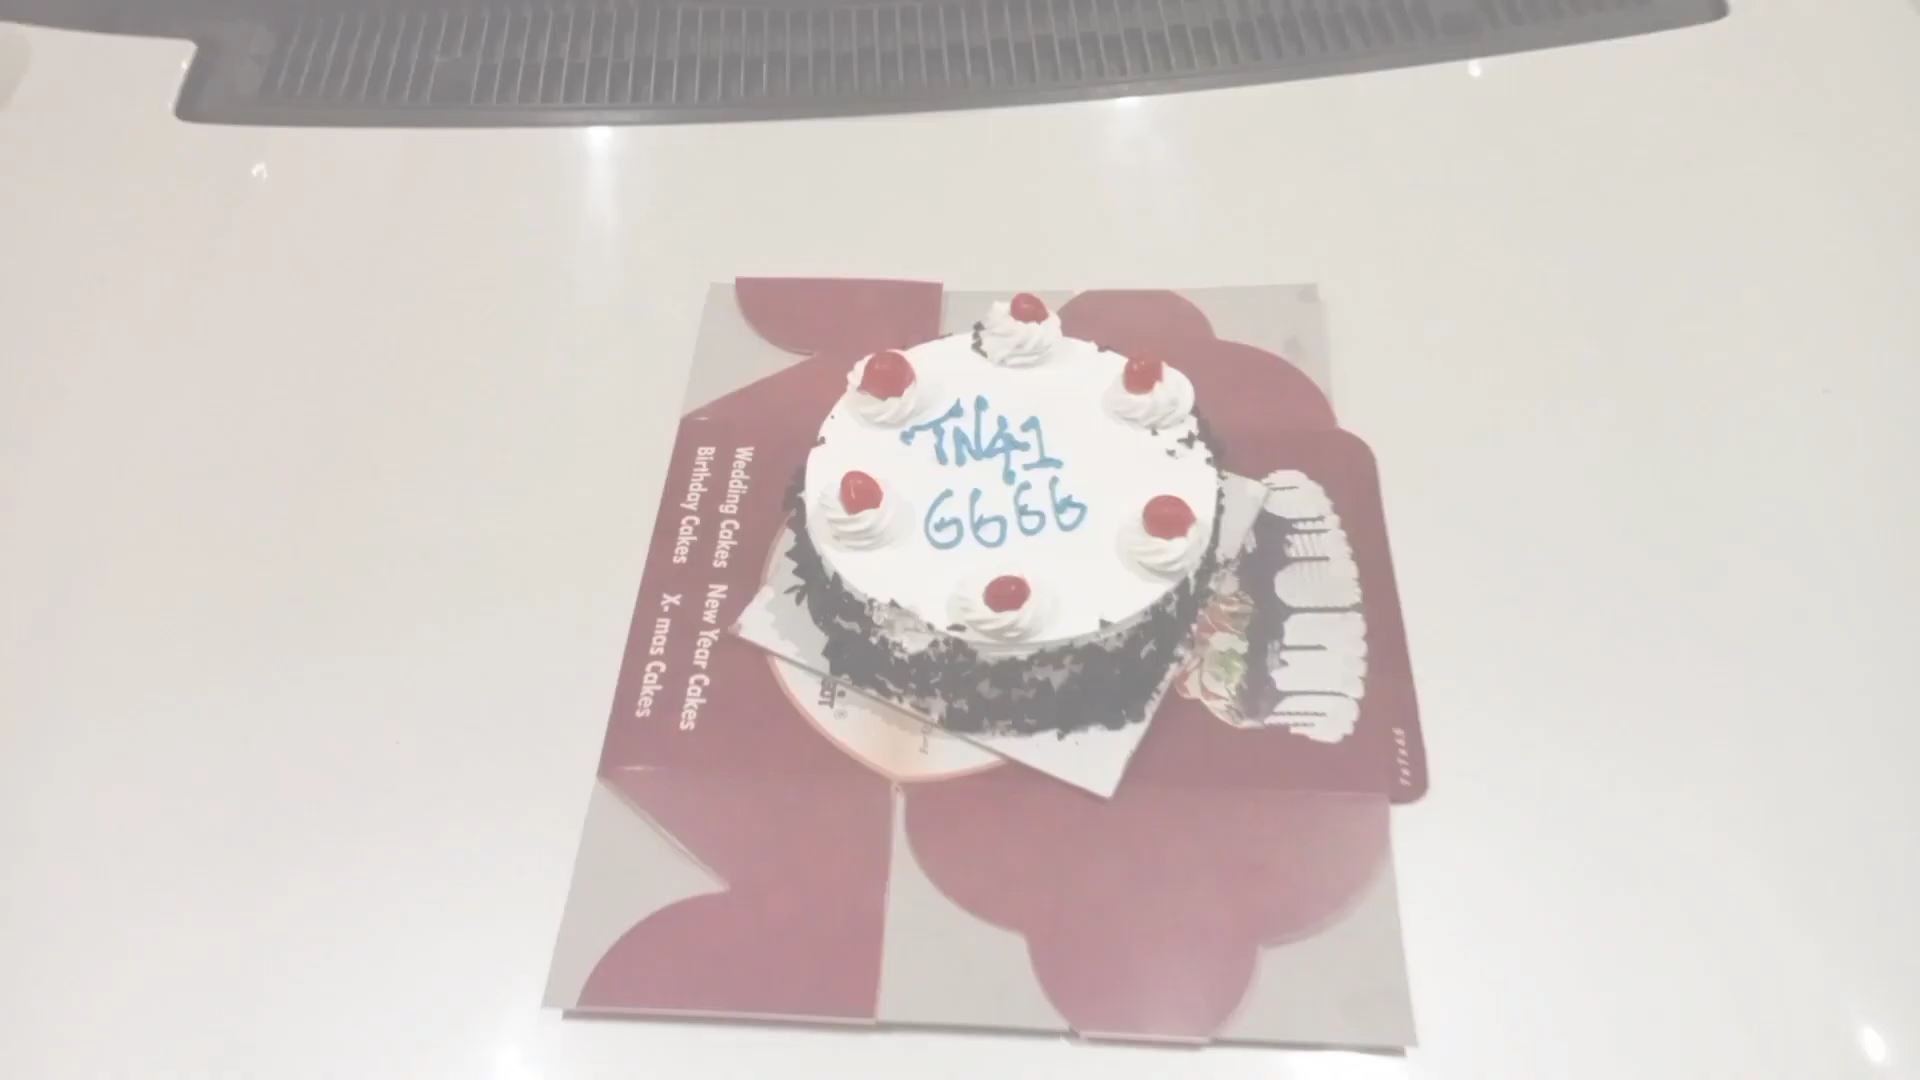 TN41
6666
Wedding Cakes New Year Cakes
Birthday Cakes X- mas Cakes